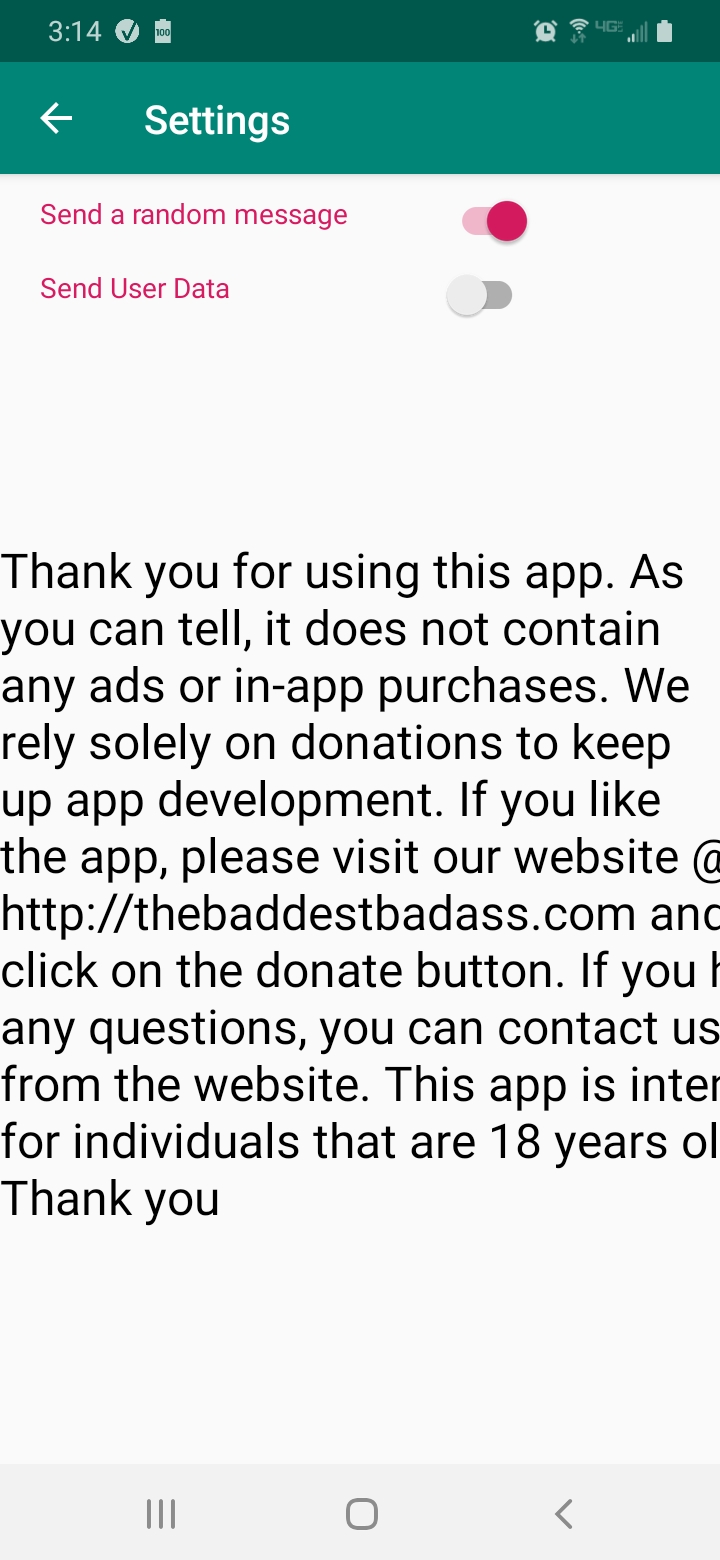 3:14
100
4GE
Settings
Send a random message
Send User Data
Thank you for using this app. As
you can tell, it does not contain
any ads or in-app purchases. We
rely solely on donations to keep
up app development. If you like
the app, please visit our website @
http://thebaddestbadass.com and
click on the donate button. If you h
any questions, you can contact us
from the website. This app is inten
for individuals that are 18 years ol
Thank you